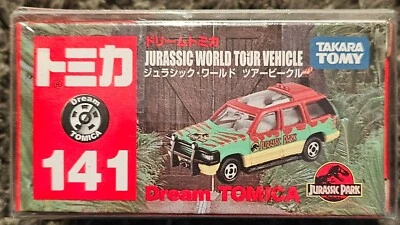 トミカ
Dream
TOMICA
141
ドリームトミカ
JURASSIC WORLD TOUR VEHICLE
ジュラシック・ワールド ツアービークル
TAKARA
TOMY
JURASSIC PARK
Dream TOMICA
JURASSIC PARK